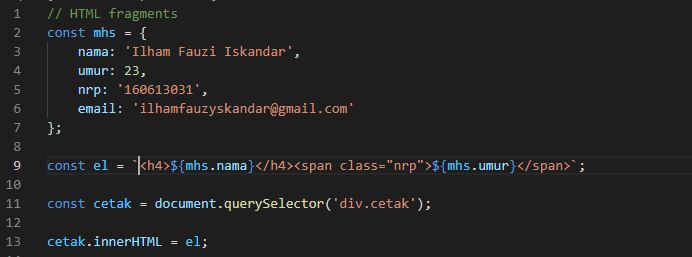 1 // HTML fragments
2 const mhs = {
3 nama: 'Ilham Fauzi Iskandar',
4 umur: 23,
5 nrp: '160613031',
6 email: 'ilhamfauzyskandar@gmail.com'
7 };
8
9 const el = `<h4>${mhs.nama}</h4><span class="nrp">${mhs.umur}</span>`;
10
11 const cetak = document.querySelector('div.cetak');
12
13 cetak.innerHTML = el;